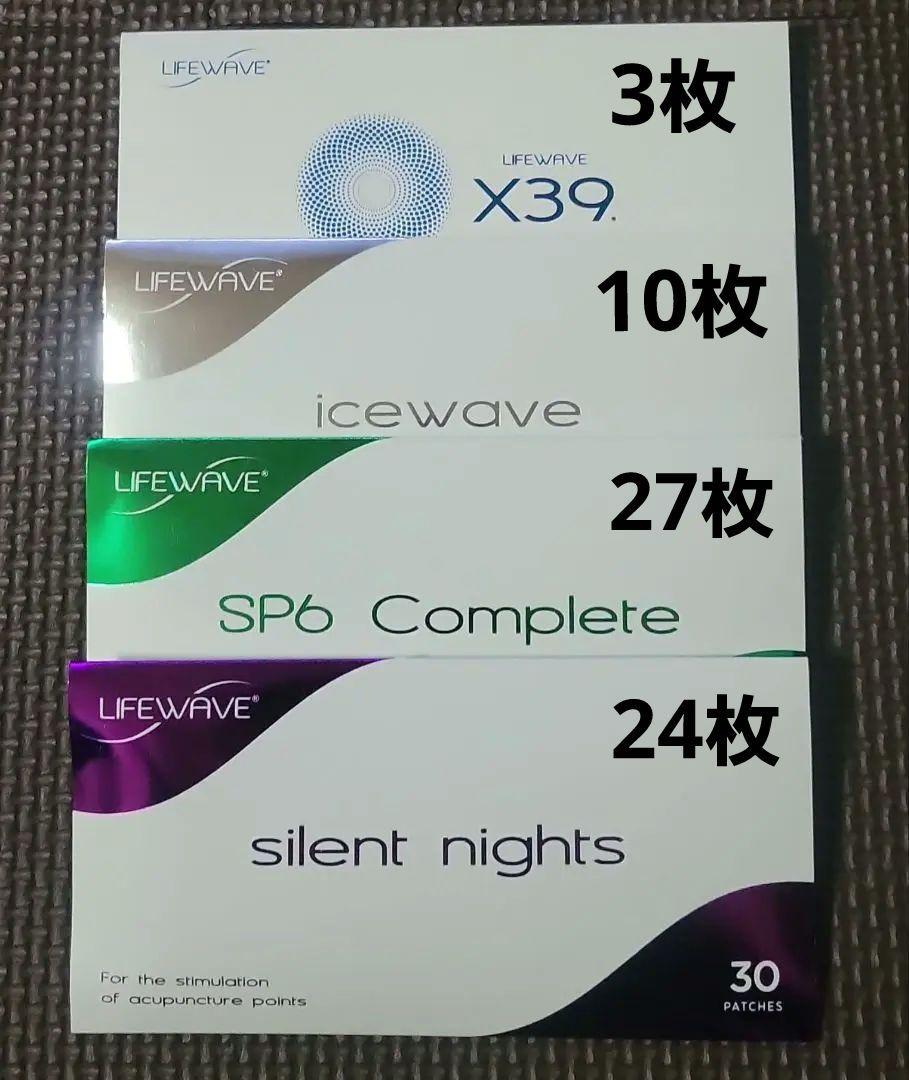 LIFEWAVE®
3枚
LIFEWAVE
X39.
LIFEWAVE®
10枚
icewave
LIFEWAVE®
27枚
SP6 Complete
LIFEWAVE®
24枚
silent nights
For the stimulation
of acupuncture points
30
PATCHES